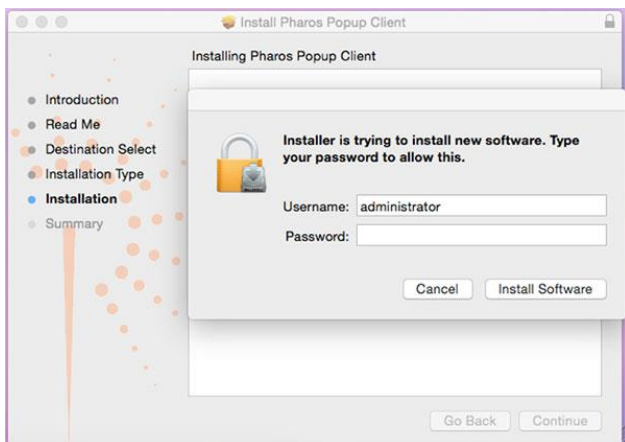 Install Pharos Popup Client
Installing Pharos Popup Client
Introduction
Read Me
Destination Select
Installation Type
Installation
Summary
Installer is trying to install new software. Type
your password to allow this.
Username: administrator
Password:
Cancel Install Software
Go Back Continue